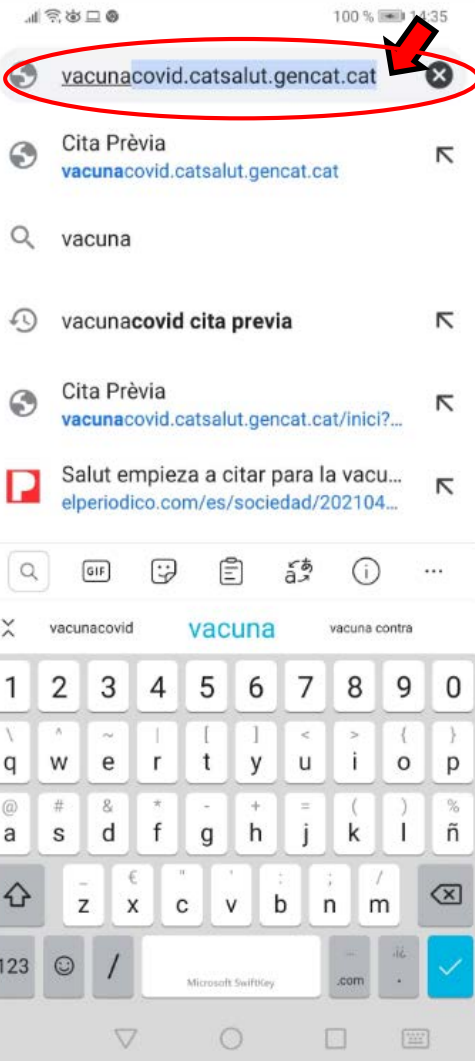 100 % 14:35
vacunacovid.catsalut.gencat.cat
Cita Prèvia
vacunacovid.catsalut.gencat.cat
vacuna
vacunacovid cita previa
Cita Prèvia
vacunacovid.catsalut.gencat.cat/inici?...
Salut empieza a citar para la vacu...
elperiodico.com/es/sociedad/202104...
GIF
vacunacovid vacuna vacuna contra
1 2 3 4 5 6 7 8 9 0
\ ^ ~ | [ ] < > { }
q w e r t y u i o p
@ # & * - + = ( ) %
a s d f g h j k l ñ
_ € " ' : ; /
z x c v b n m
123 / Microsoft SwiftKey .com .